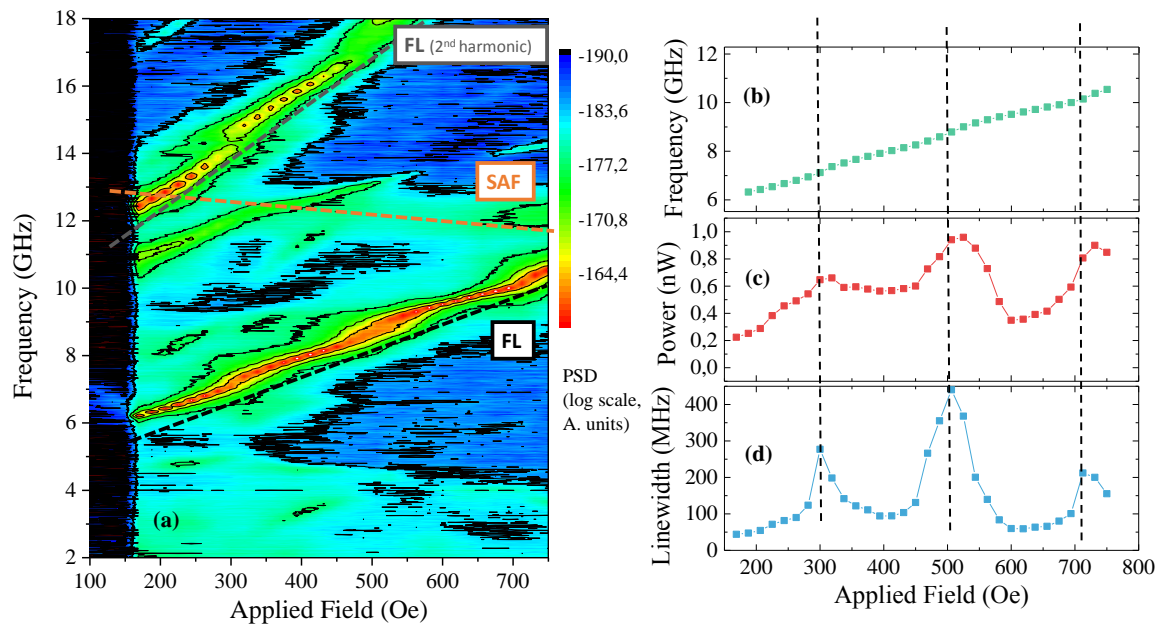 18
16
14
12
10
8
6
4
2
Frequency (GHz)
100
200
300
400
500
600
700
Applied Field (Oe)
FL (2nd harmonic)
SAF
FL
(a)
-190,0
-183,6
-177,2
-170,8
-164,4
PSD
(log scale,
A. units)
12
10
8
6
Frequency (GHz)
(b)
1,0
0,8
0,6
0,4
0,2
0,0
Power (nW)
(c)
400
300
200
100
0
Linewidth (MHz)
(d)
200
300
400
500
600
700
800
Applied Field (Oe)